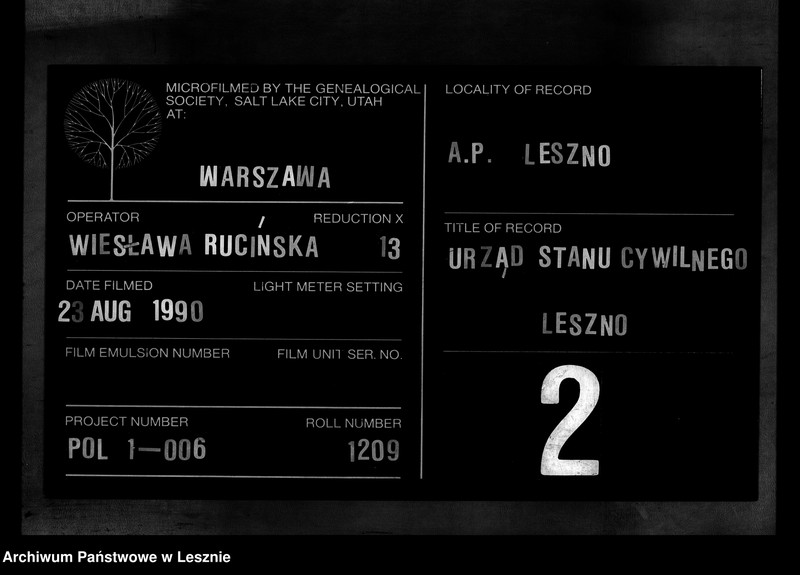 MICROFILMED BY THE GENEALOGICAL
SOCIETY, SALT LAKE CITY, UTAH
AT:
WARSZAWA
OPERATOR REDUCTION X
WIESŁAWA RUCIŃSKA 13
DATE FILMED LIGHT METER SETTING
23 AUG 1990
FILM EMULSION NUMBER FILM UNIT SER. NO.
PROJECT NUMBER ROLL NUMBER
POL 1—006 1209
LOCALITY OF RECORD
A.P. LESZNO
TITLE OF RECORD
URZĄD STANU CYWILNEGO
LESZNO
2
Archiwum Państwowe w Lesznie